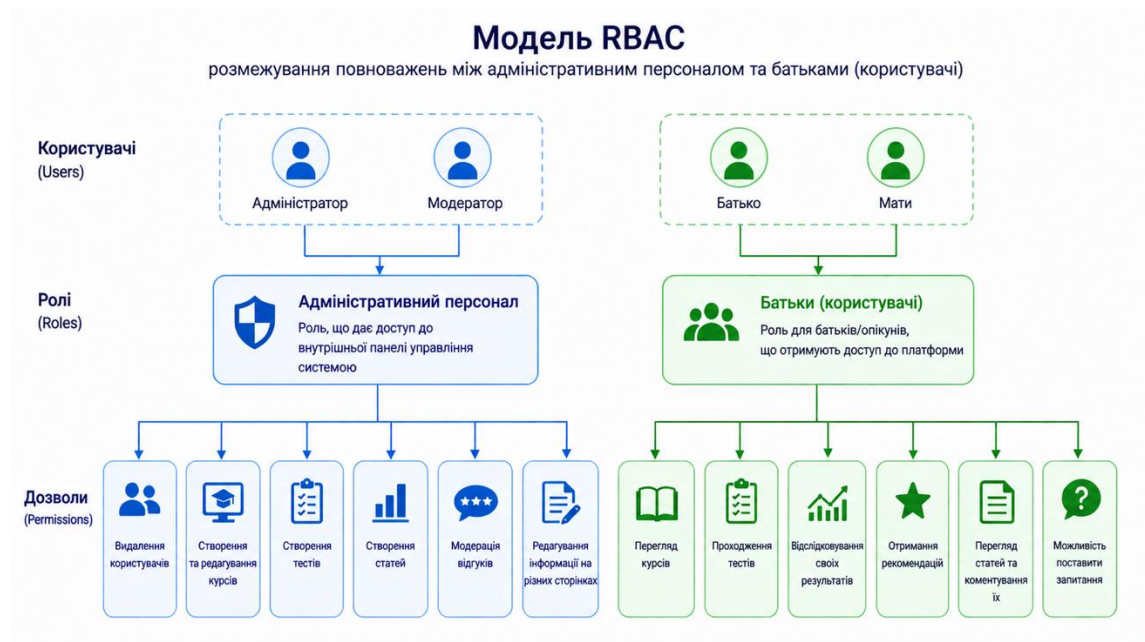 Модель RBAC
розмежування повноважень між адміністративним персоналом та батьками (користувачі)
Користувачі
(Users)
Адміністратор
Модератор
Батько
Мати
Ролі
(Roles)
Адміністративний персонал
Роль, що дає доступ до
внутрішньої панелі управління
системою
Батьки (користувачі)
Роль для батьків/опікунів,
що отримують доступ до платформи
Дозволи
(Permissions)
Видалення
користувачів
Створення
та редагування
курсів
Створення
тестів
Створення
статей
Модерація
відгуків
Редагування
інформації на
різних сторінках
Перегляд
курсів
Проходження
тестів
Відслідковування
своїх
результатів
Отримання
рекомендацій
Перегляд
статей та
коментування
їх
Можливість
поставити
запитання